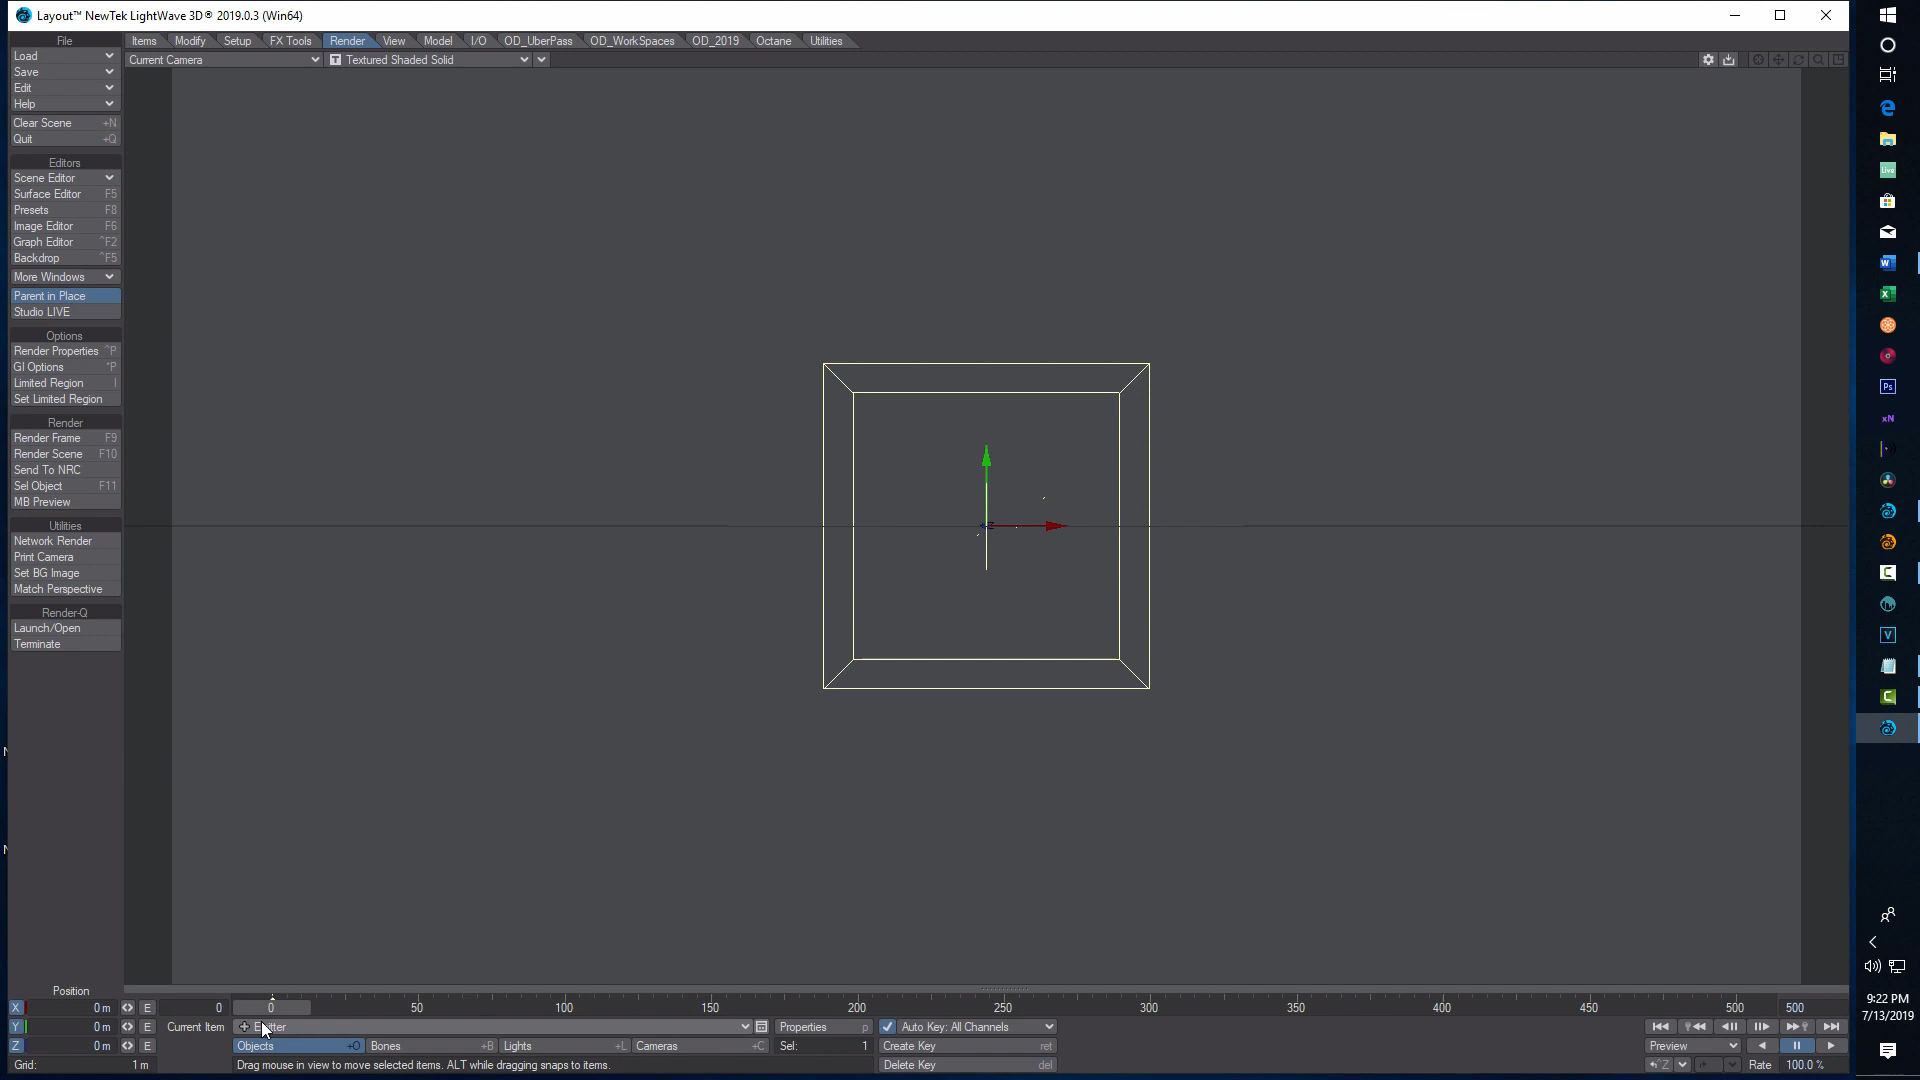 Layout™ NewTek LightWave 3D® 2019.0.3 (Win64)
File
Items Modify Setup FX Tools Render View Model I/O OD_UberPass OD_WorkSpaces OD_2019 Octane Utilities
Load
Current Camera T Textured Shaded Solid
Save
Edit
Help
Clear Scene +N
Quit +Q
Editors
Scene Editor
Surface Editor F5
Presets F8
Image Editor F6
Graph Editor ^F2
Backdrop ^F5
More Windows
Parent in Place
Studio LIVE
Options
Render Properties ^P
GI Options "P
Limited Region l
Set Limited Region
Render
Render Frame F9
Render Scene F10
Send To NRC
Sel Object F11
MB Preview
Utilities
Network Render
Print Camera
Set BG Image
Match Perspective
Render-Q
Launch/Open
Terminate
Position
X 0 m E 0 0 50 100 150 200 250 300 350 400 450 500 500
Y 0 m E Current Item Properties p Auto Key: All Channels
Z 0 m E Objects +O Bones +B Lights +L Cameras +C Sel: 1 Create Key ret Preview
Grid: 1 m Drag mouse in view to move selected items. ALT while dragging snaps to items. Delete Key del Rate 100.0 %
live
Ps
xN
V
9:22 PM
7/13/2019